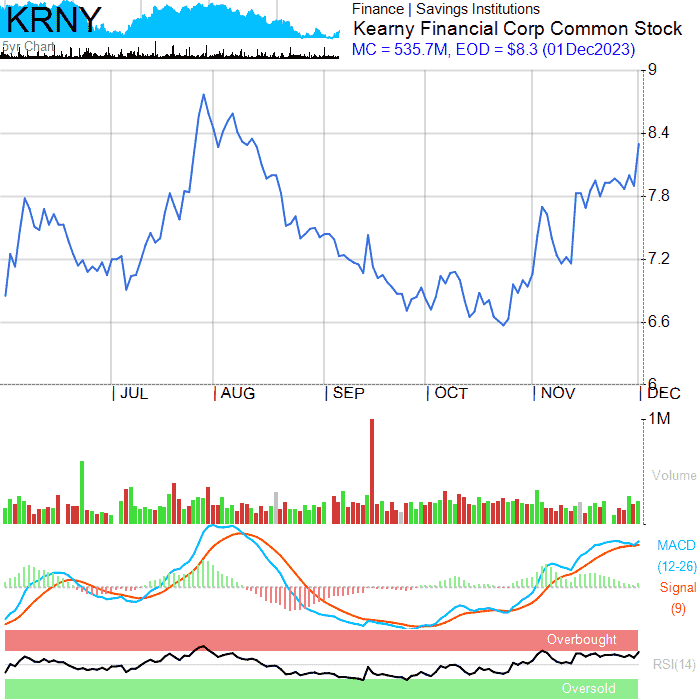 KRNY
5yr Chart
Finance | Savings Institutions
Kearny Financial Corp Common Stock
MC = 535.7M, EOD = $8.3 (01Dec2023)
9
8.4
7.8
7.2
6.6
6
JUL
AUG
SEP
OCT
NOV
DEC
1M
Volume
MACD
(12-26)
Signal
(9)
Overbought
RSI(14)
Oversold